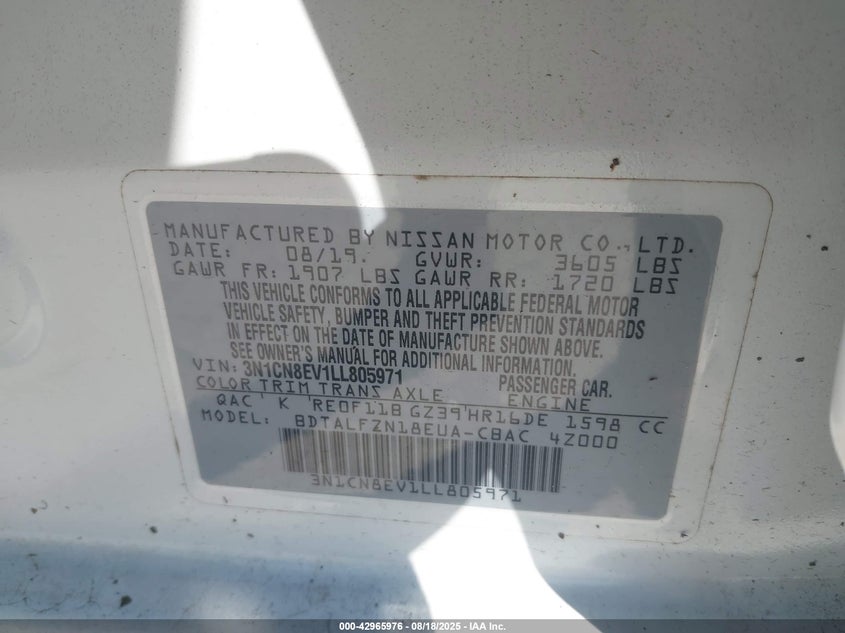 MANUFACTURED BY NISSAN MOTOR CO., LTD.
DATE: 08/19. GVWR: 3605 LBS
GAWR FR: 1907 LBS GAWR RR: 1720 LBS
THIS VEHICLE CONFORMS TO ALL APPLICABLE FEDERAL MOTOR
VEHICLE SAFETY, BUMPER AND THEFT PREVENTION STANDARDS
IN EFFECT ON THE DATE OF MANUFACTURE SHOWN ABOVE.
SEE OWNER'S MANUAL FOR ADDITIONAL INFORMATION.
VIN: 3N1CN8EV1LL805971 PASSENGER CAR.
COLOR TRIM TRANS AXLE ENGINE
QAC K RE0F11B GZ39 HR16DE 1598 CC
MODEL: BDTALFZN18EUA-CBAC 4Z000
3N1CN8EV1LL805971
000-42965976 - 08/18/2025 - IAA Inc.